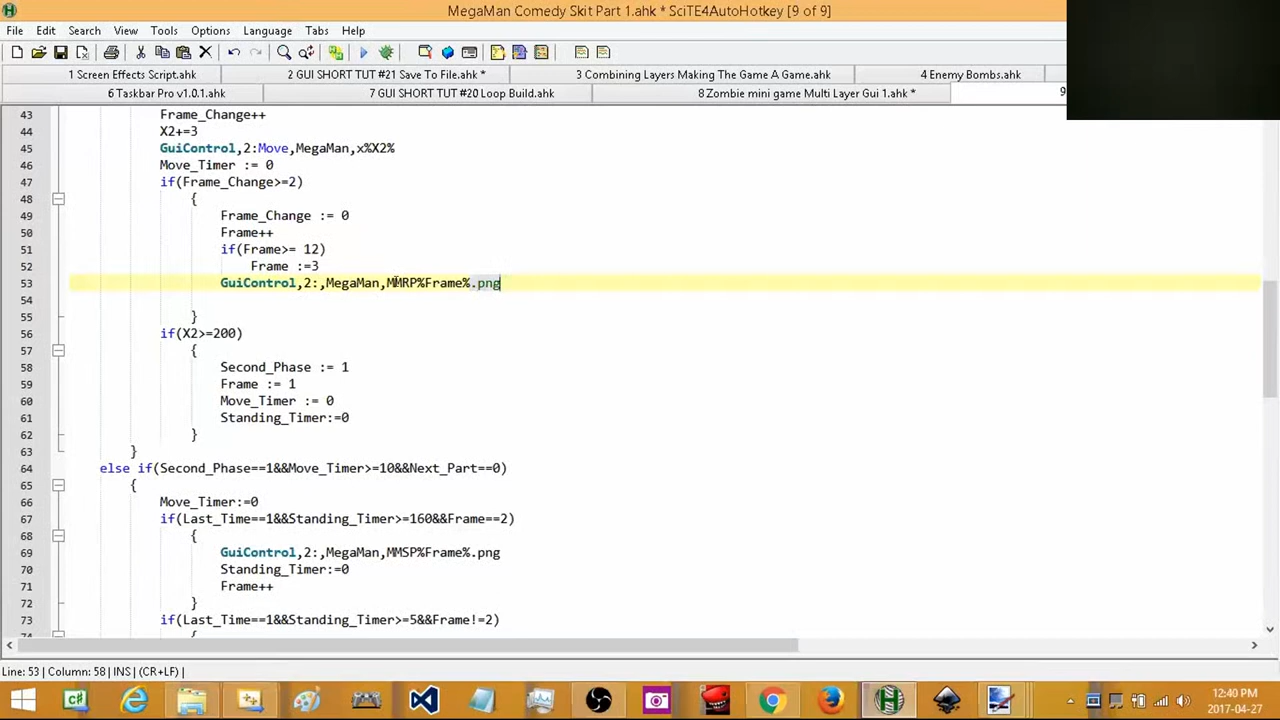 MegaMan Comedy Skit Part 1.ahk * SciTE4AutoHotkey [9 of 9]
File Edit Search View Tools Options Language Tabs Help
1 Screen Effects Script.ahk 2 GUI SHORT TUT #21 Save To File.ahk * 3 Combining Layers Making The Game A Game.ahk 4 Enemy Bombs.ahk
6 Taskbar Pro v1.0.1.ahk 7 GUI SHORT TUT #20 Loop Build.ahk 8 Zombie mini game Multi Layer Gui 1.ahk * 9
43 Frame_Change++
44 X2+=3
45 GuiControl,2:Move,MegaMan,x%X2%
46 Move_Timer := 0
47 if(Frame_Change>=2)
48 {
49 Frame_Change := 0
50 Frame++
51 if(Frame>= 12)
52 Frame :=3
53 GuiControl,2:,MegaMan,MMRP%Frame%.png
54
55 }
56 if(X2>=200)
57 {
58 Second_Phase := 1
59 Frame := 1
60 Move_Timer := 0
61 Standing_Timer:=0
62 }
63 }
64 else if(Second_Phase==1&&Move_Timer>=10&&Next_Part==0)
65 {
66 Move_Timer:=0
67 if(Last_Time==1&&Standing_Timer>=160&&Frame==2)
68 {
69 GuiControl,2:,MegaMan,MMSP%Frame%.png
70 Standing_Timer:=0
71 Frame++
72 }
73 if(Last_Time==1&&Standing_Timer>=5&&Frame!=2)
Line: 53 | Column: 58 | INS | (CR+LF)
12:40 PM
2017-04-27